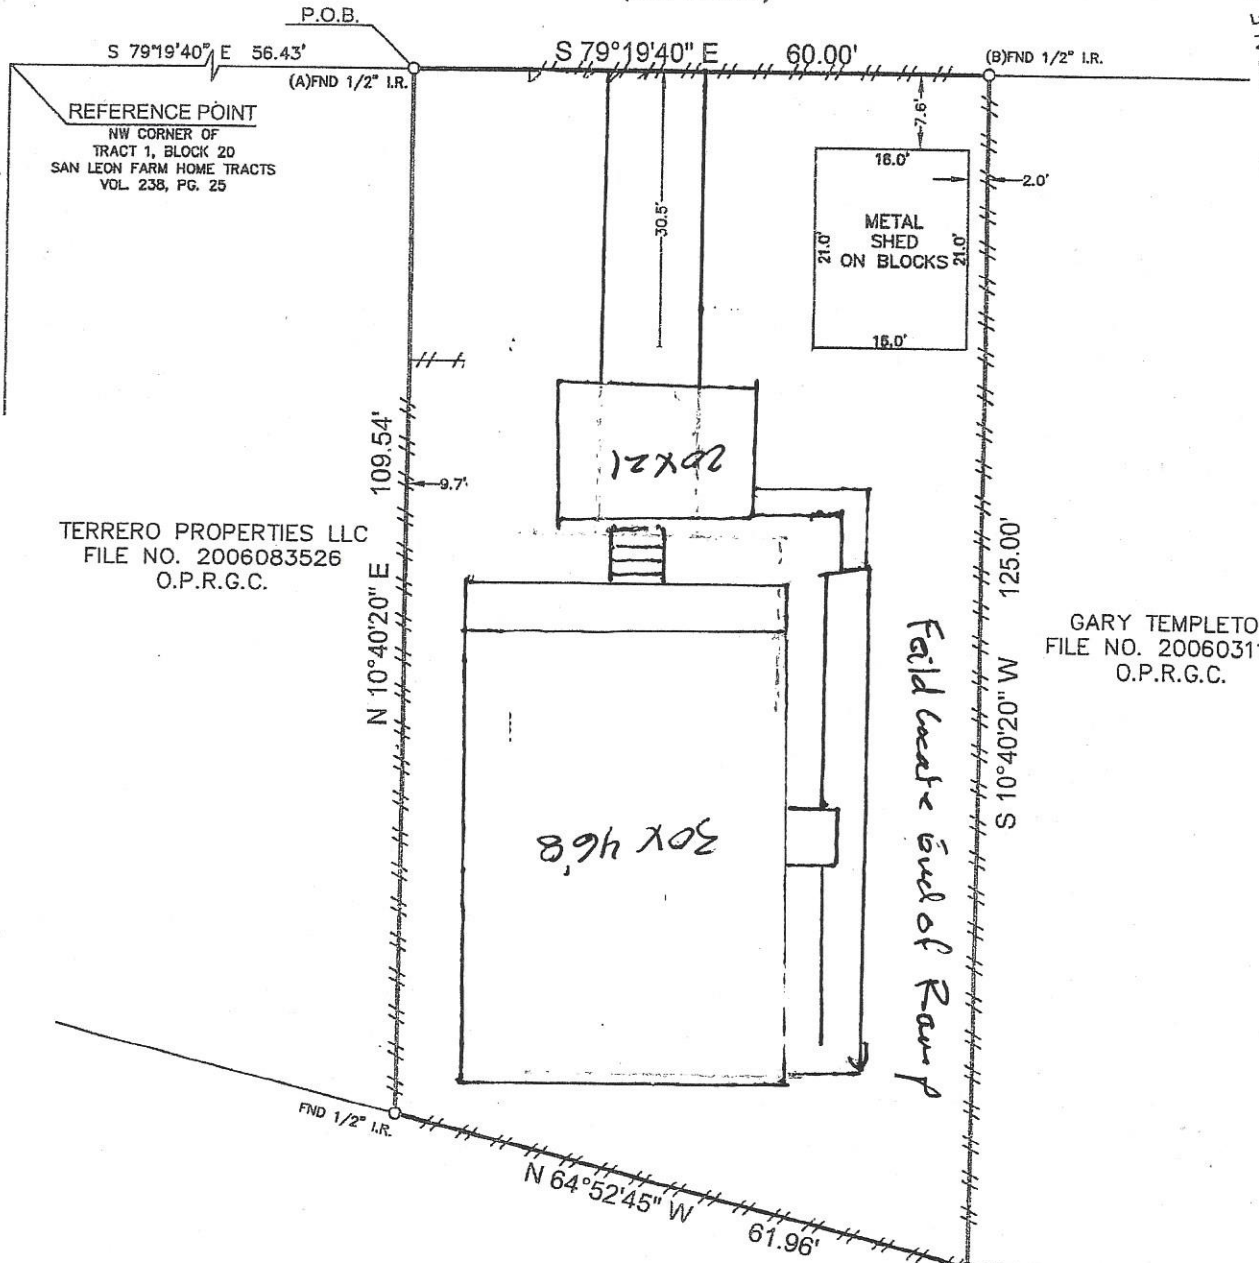 P.O.B.
S 79°19'40" E 56.43'
S 79°19'40" E 60.00'
(A)FND 1/2" I.R.
(B)FND 1/2" I.R.
REFERENCE POINT
NW CORNER OF
TRACT 1, BLOCK 20
SAN LEON FARM HOME TRACTS
VOL. 238, PG. 25
7.6'
16.0'
2.0'
30.5'
METAL
SHED
ON BLOCKS
21.0'
21.0'
16.0'
20X21
N 10°40'20" E 109.54'
9.7'
TERRERO PROPERTIES LLC
FILE NO. 2006083526
O.P.R.G.C.
S 10°40'20" W 125.00'
GARY TEMPLETO
FILE NO. 20060311
O.P.R.G.C.
Feild Locate End of Ramp
30X46'8
FND 1/2" I.R.
N 64°52'45" W 61.96'